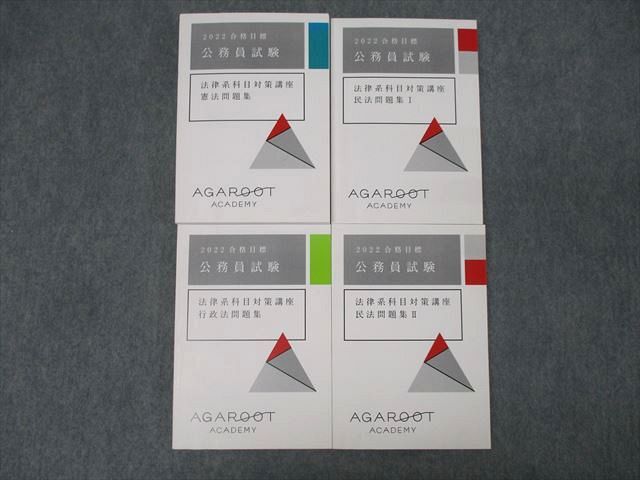 2022合格目標
公務員試験
法律系科目対策講座
憲法問題集
AGAROOT
ACADEMY
2022合格目標
公務員試験
法律系科目対策講座
民法問題集Ⅰ
AGAROOT
ACADEMY
2022合格目標
公務員試験
法律系科目対策講座
行政法問題集
AGAROOT
ACADEMY
2022合格目標
公務員試験
法律系科目対策講座
民法問題集Ⅱ
AGAROOT
ACADEMY